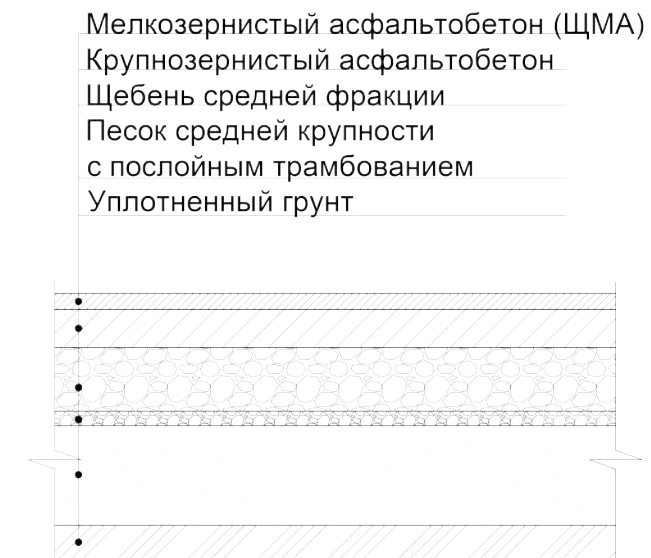 Мелкозернистый асфальтобетон (ЩМА)
Крупнозернистый асфальтобетон
Щебень средней фракции
Песок средней крупности
с послойным трамбованием
Уплотненный грунт